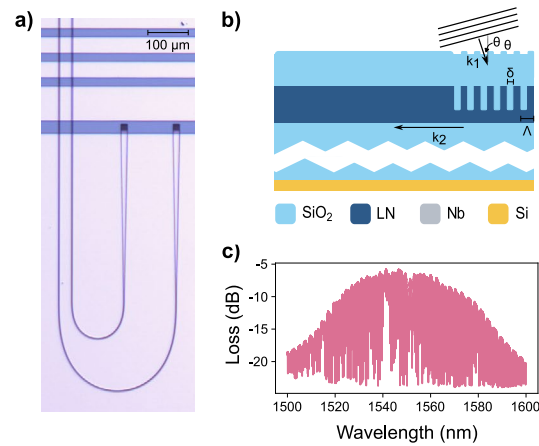 a)
100 μm
b)
θ θ
k₁
δ
Λ
k₂
SiO₂ LN Nb Si
c)
Loss (dB)
-5
-10
-15
-20
1500 1520 1540 1560 1580 1600
Wavelength (nm)